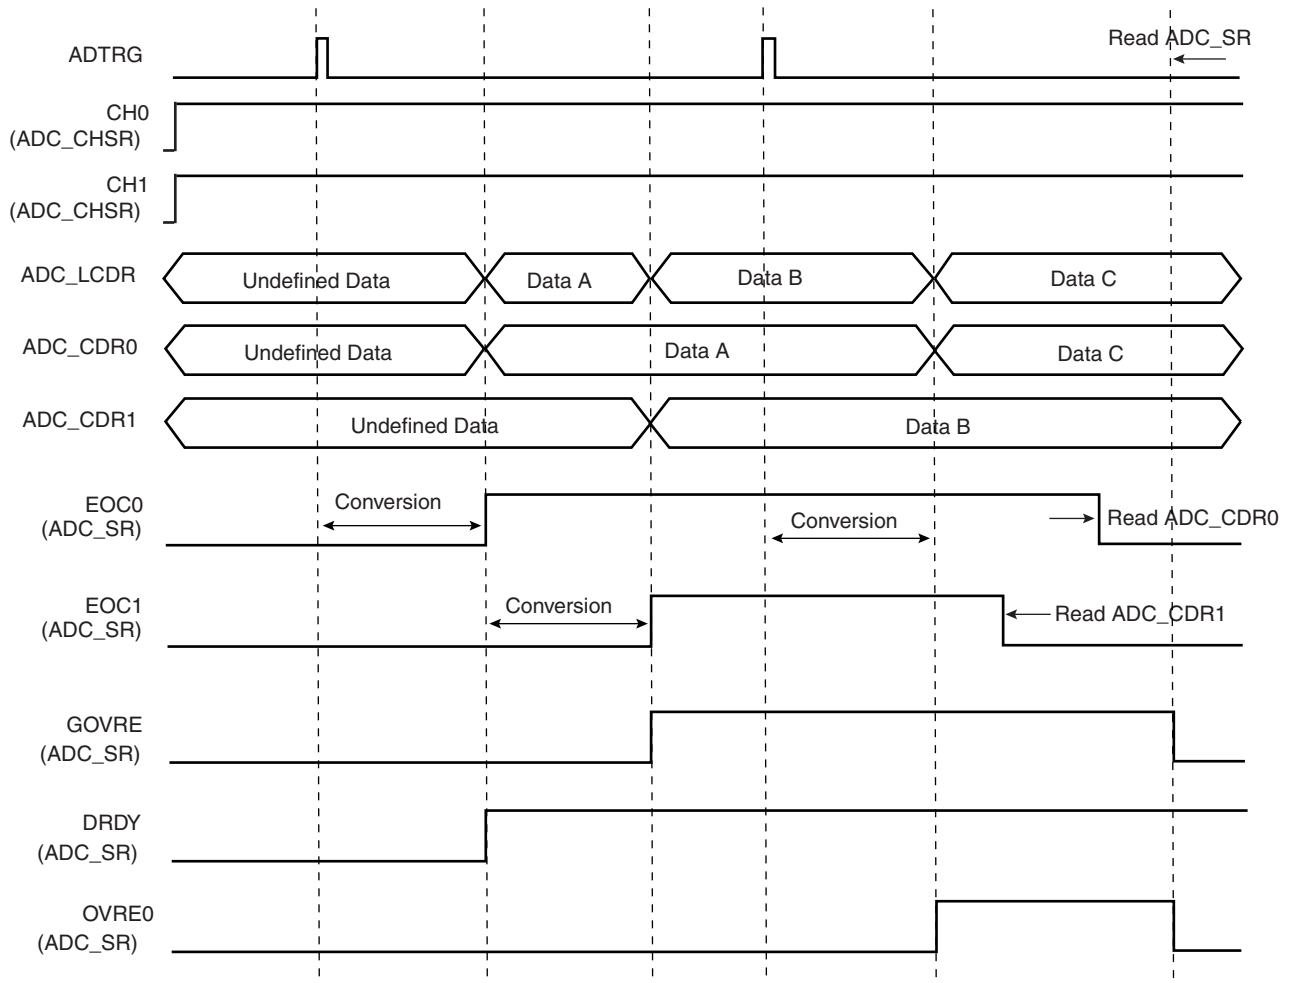 ADTRG
Read ADC_SR
CH0
(ADC_CHSR)
CH1
(ADC_CHSR)
ADC_LCDR
Undefined Data
Data A
Data B
Data C
ADC_CDR0
Undefined Data
Data A
Data C
ADC_CDR1
Undefined Data
Data B
EOC0
(ADC_SR)
Conversion
Conversion
Read ADC_CDR0
EOC1
(ADC_SR)
Conversion
Read ADC_CDR1
GOVRE
(ADC_SR)
DRDY
(ADC_SR)
OVRE0
(ADC_SR)